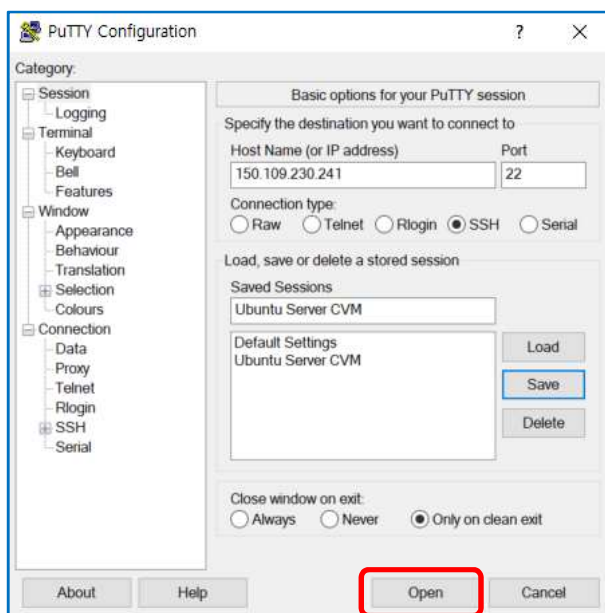 PuTTY Configuration
?
Category:
Session
Logging
Terminal
Keyboard
Bell
Features
Window
Appearance
Behaviour
Translation
Selection
Colours
Connection
Data
Proxy
Telnet
Rlogin
SSH
Serial
Basic options for your PuTTY session
Specify the destination you want to connect to
Host Name (or IP address) Port
150.109.230.241 22
Connection type:
Raw Telnet Rlogin SSH Serial
Load, save or delete a stored session
Saved Sessions
Ubuntu Server CVM
Default Settings
Ubuntu Server CVM
Load
Save
Delete
Close window on exit:
Always Never Only on clean exit
About Help Open Cancel